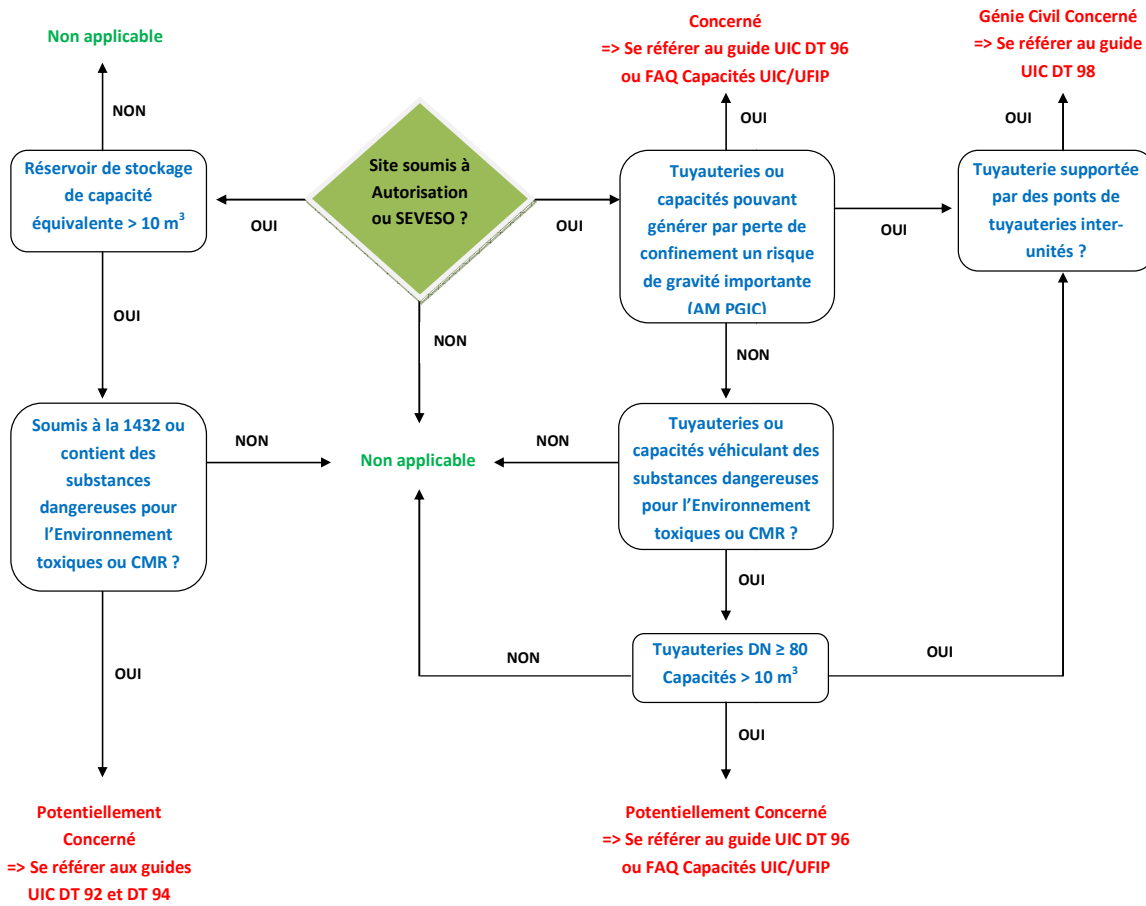 Non applicable
Concerné
=> Se référer au guide UIC DT 96
ou FAQ Capacités UIC/UFIP
Génie Civil Concerné
=> Se référer au guide
UIC DT 98
NON
OUI
OUI
Réservoir de stockage
de capacité
équivalente > 10 m³
OUI
Site soumis à
Autorisation
ou SEVESO ?
OUI
Tuyauteries ou
capacités pouvant
générer par perte de
confinement un risque
de gravité importante
(AM PGIC)
OUI
Tuyauterie supportée
par des ponts de
tuyauteries inter-
unités ?
OUI
NON
NON
Soumis à la 1432 ou
contient des
substances
dangereuses pour
l’Environnement
toxiques ou CMR ?
NON
Non applicable
NON
Tuyauteries ou
capacités véhiculant des
substances dangereuses
pour l’Environnement
toxiques ou CMR ?
OUI
OUI
NON
Tuyauteries DN ≥ 80
Capacités > 10 m³
OUI
OUI
Potentiellement
Concerné
=> Se référer aux guides
UIC DT 92 et DT 94
Potentiellement Concerné
=> Se référer au guide UIC DT 96
ou FAQ Capacités UIC/UFIP